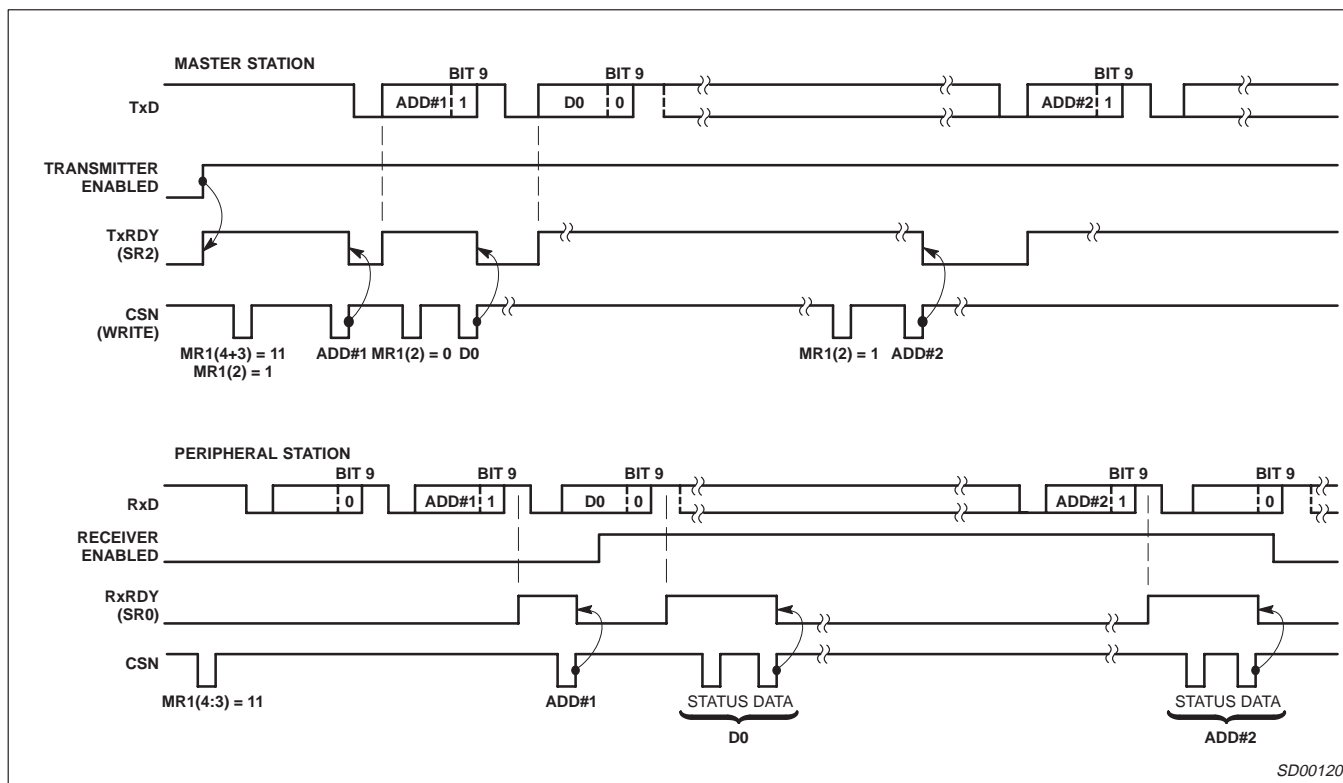 MASTER STATION
BIT 9
BIT 9
BIT 9
TxD
ADD#1
1
D0
0
ADD#2
1
TRANSMITTER
ENABLED
TxRDY
(SR2)
CSN
(WRITE)
MR1(4+3) = 11
MR1(2) = 1
ADD#1
MR1(2) = 0
D0
MR1(2) = 1
ADD#2
PERIPHERAL STATION
BIT 9
BIT 9
BIT 9
BIT 9
BIT 9
RxD
0
ADD#1
1
D0
0
ADD#2
1
0
RECEIVER
ENABLED
RxRDY
(SR0)
CSN
MR1(4:3) = 11
ADD#1
STATUS DATA
D0
STATUS DATA
ADD#2
SD00120